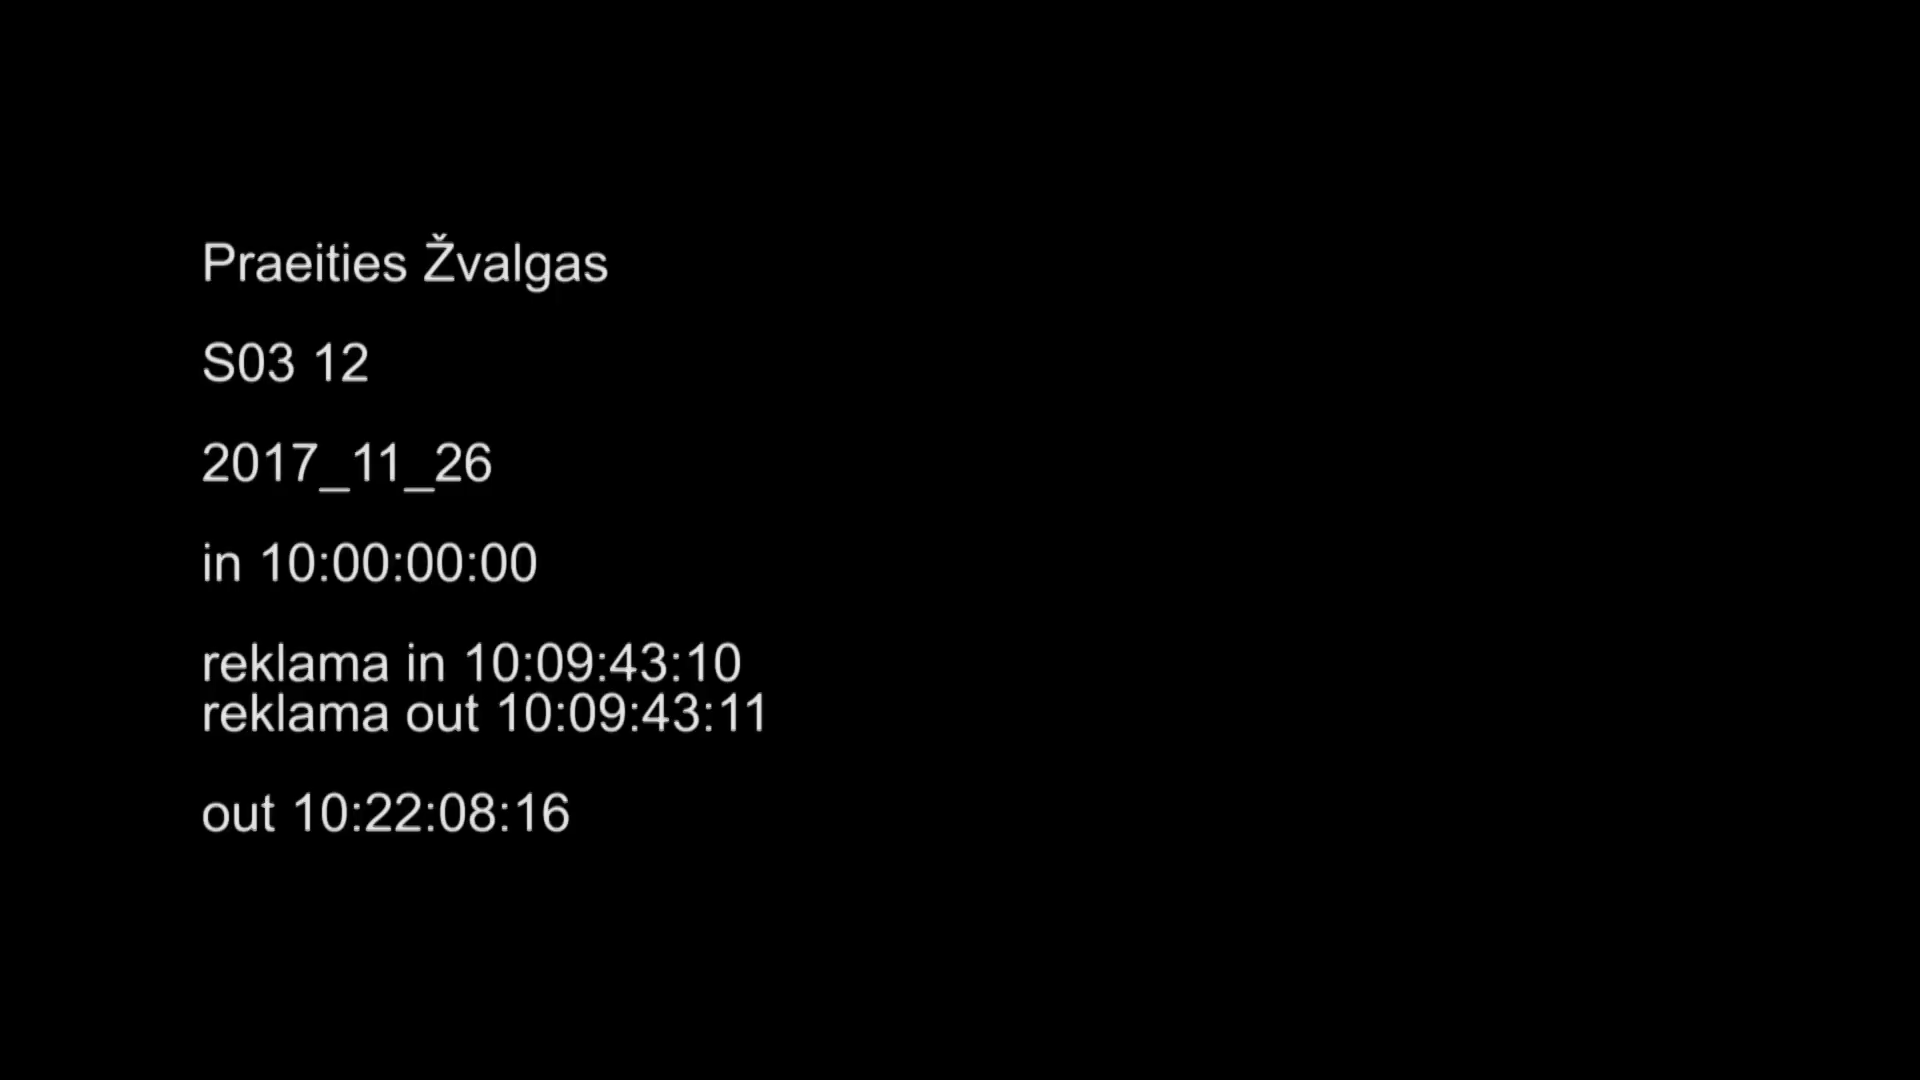 Praeities Žvalgas
S03 12
2017_11_26
in 10:00:00:00
reklama in 10:09:43:10
reklama out 10:09:43:11
out 10:22:08:16